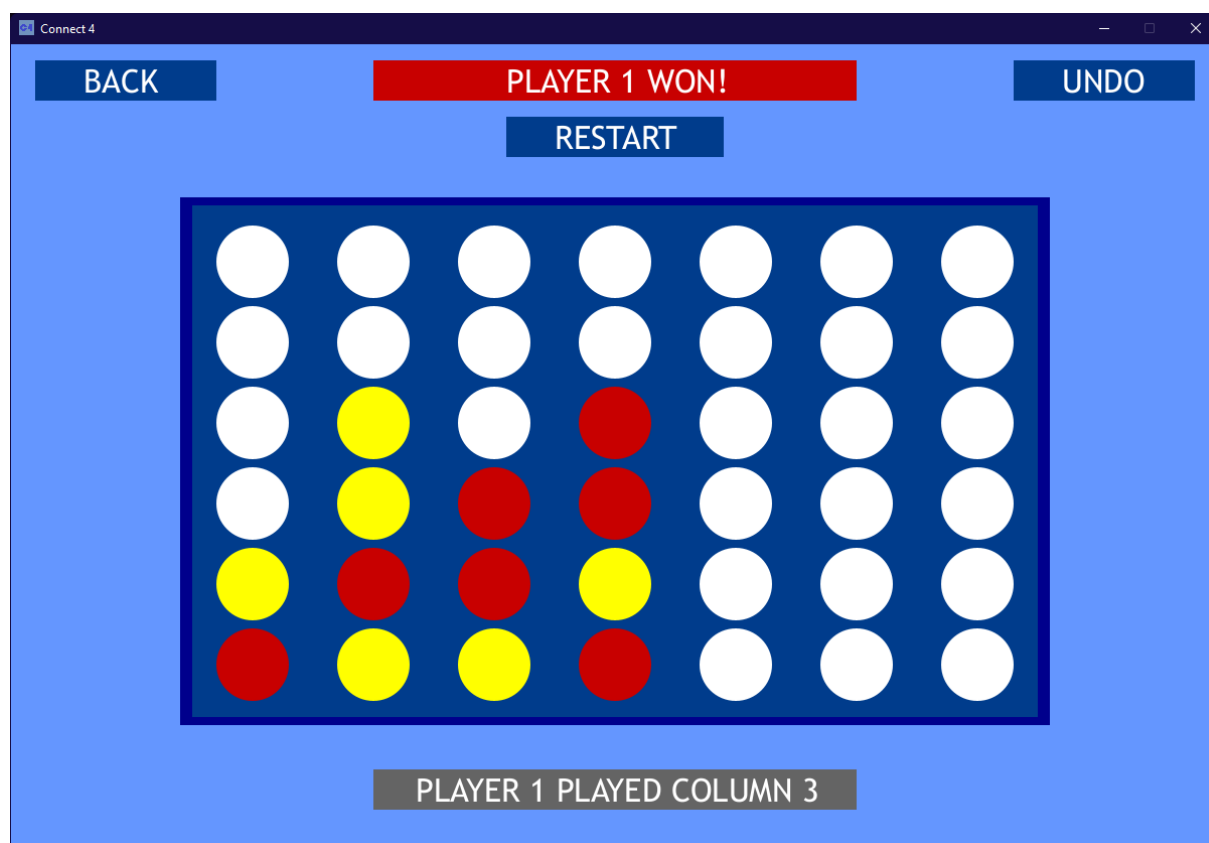 Connect 4
BACK
PLAYER 1 WON!
UNDO
RESTART
PLAYER 1 PLAYED COLUMN 3